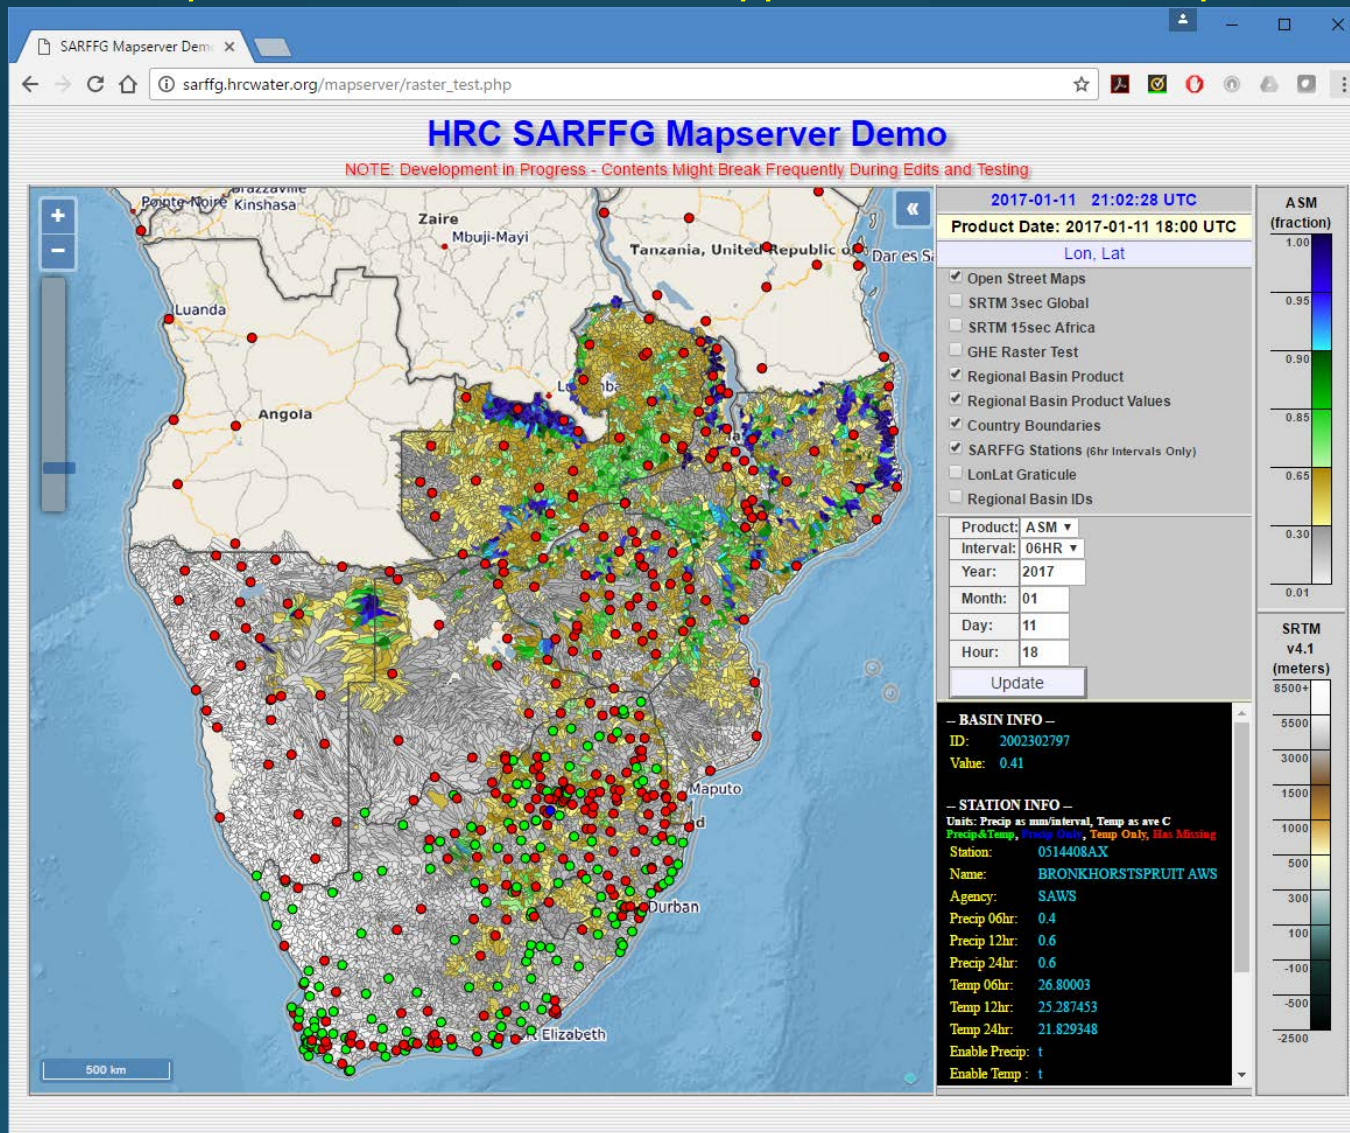 SARFFG Mapserver Dem
sarffg.hrcwater.org/mapserver/raster_test.php
HRC SARFFG Mapserver Demo
NOTE: Development in Progress - Contents Might Break Frequently During Edits and Testing
+
−
«
Brazzaville
Pointe-Noire Kinshasa
Zaire
Mbuji-Mayi
Tanzania, United Republic of
Dar es Sa
Luanda
Angola
Maputo
Durban
Elizabeth
500 km
2017-01-11 21:02:28 UTC
Product Date: 2017-01-11 18:00 UTC
Lon, Lat
Open Street Maps
SRTM 3sec Global
SRTM 15sec Africa
GHE Raster Test
Regional Basin Product
Regional Basin Product Values
Country Boundaries
SARFFG Stations (6hr Intervals Only)
LonLat Graticule
Regional Basin IDs
Product: ASM
Interval: 06HR
Year: 2017
Month: 01
Day: 11
Hour: 18
Update
-- BASIN INFO --
ID: 2002302797
Value: 0.41
-- STATION INFO --
Units: Precip as mm/interval, Temp as ave C
Precip&Temp, Precip Only, Temp Only, Has Missing
Station: 0514408AX
Name: BRONKHORSTSPRUIT AWS
Agency: SAWS
Precip 06hr: 0.4
Precip 12hr: 0.6
Precip 24hr: 0.6
Temp 06hr: 26.80003
Temp 12hr: 25.287453
Temp 24hr: 21.829348
Enable Precip: t
Enable Temp : t
ASM
(fraction)
1.00
0.95
0.90
0.85
0.65
0.30
0.01
SRTM
v4.1
(meters)
8500+
5500
3000
1500
1000
500
300
100
-100
-500
-2500